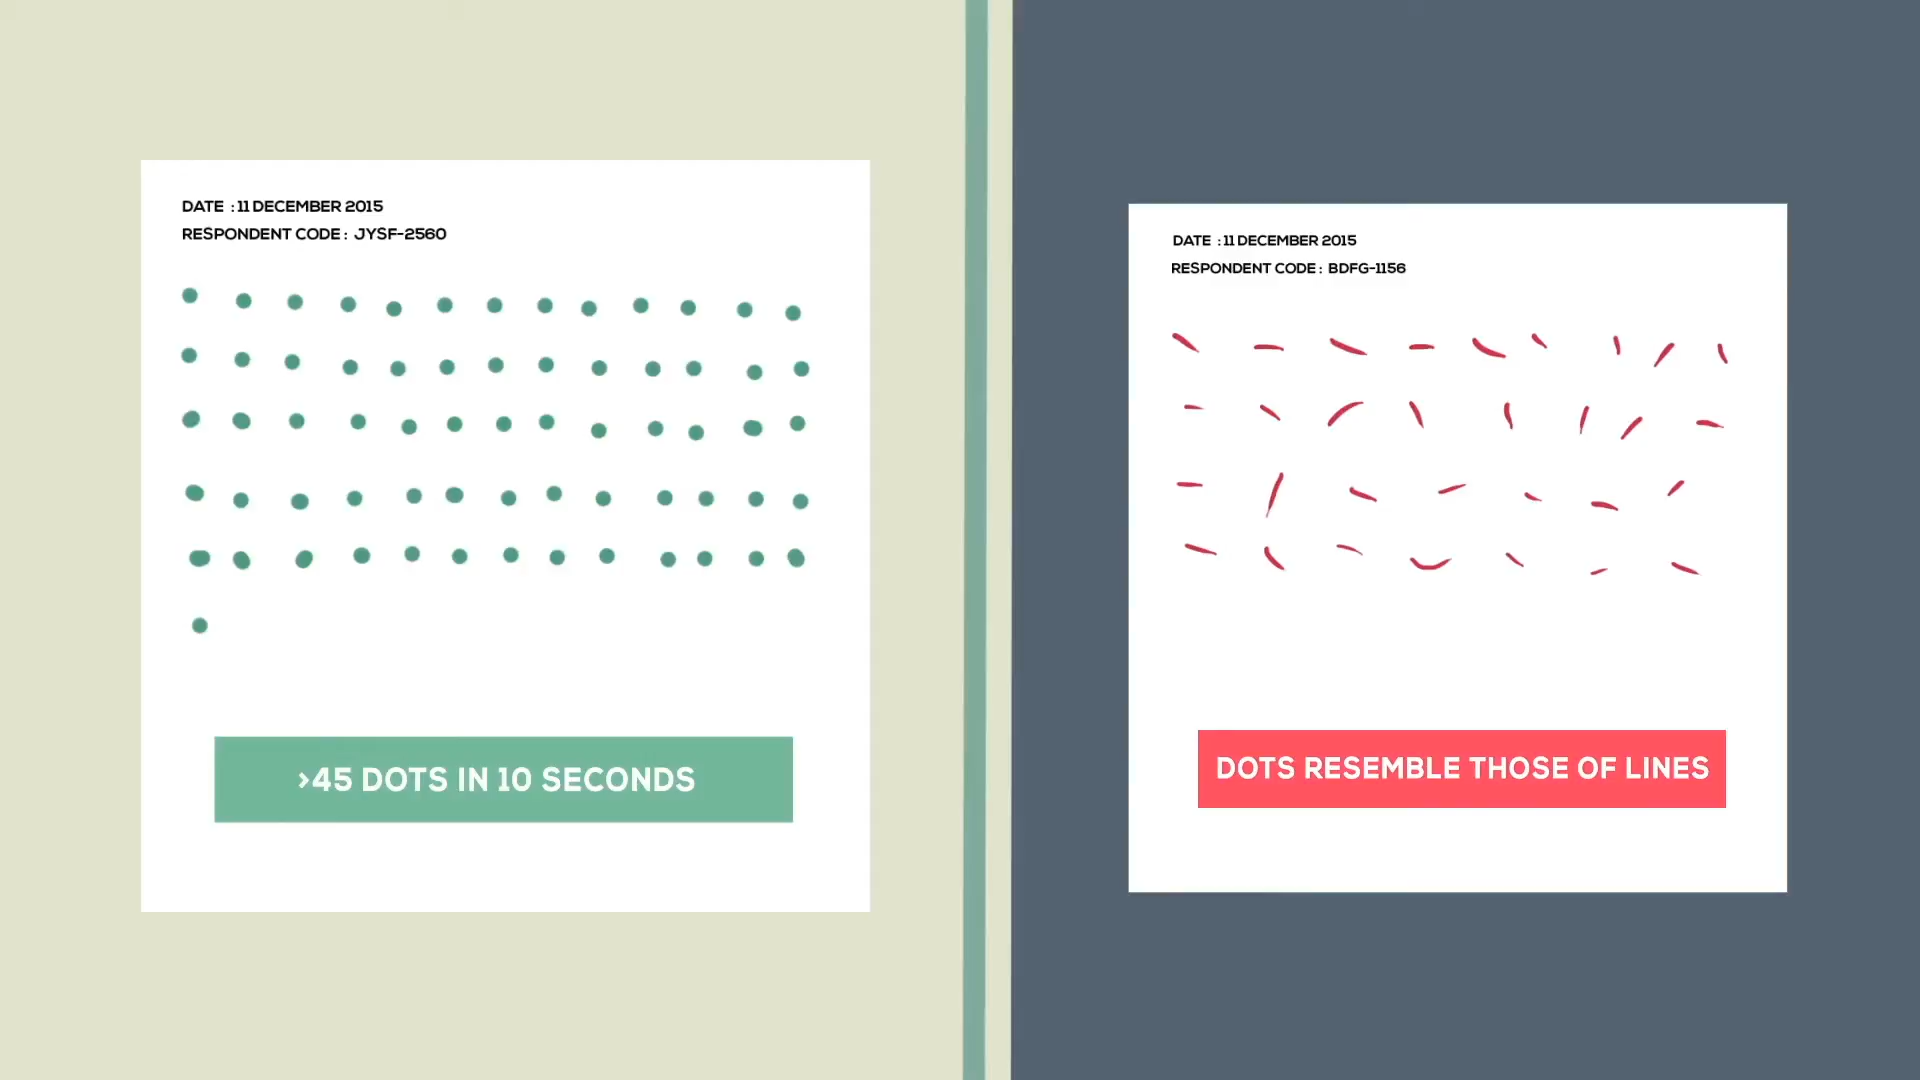 DATE : 11 DECEMBER 2015
RESPONDENT CODE : JYSF-2560
>45 DOTS IN 10 SECONDS
DATE : 11 DECEMBER 2015
RESPONDENT CODE : BDFG-1156
DOTS RESEMBLE THOSE OF LINES